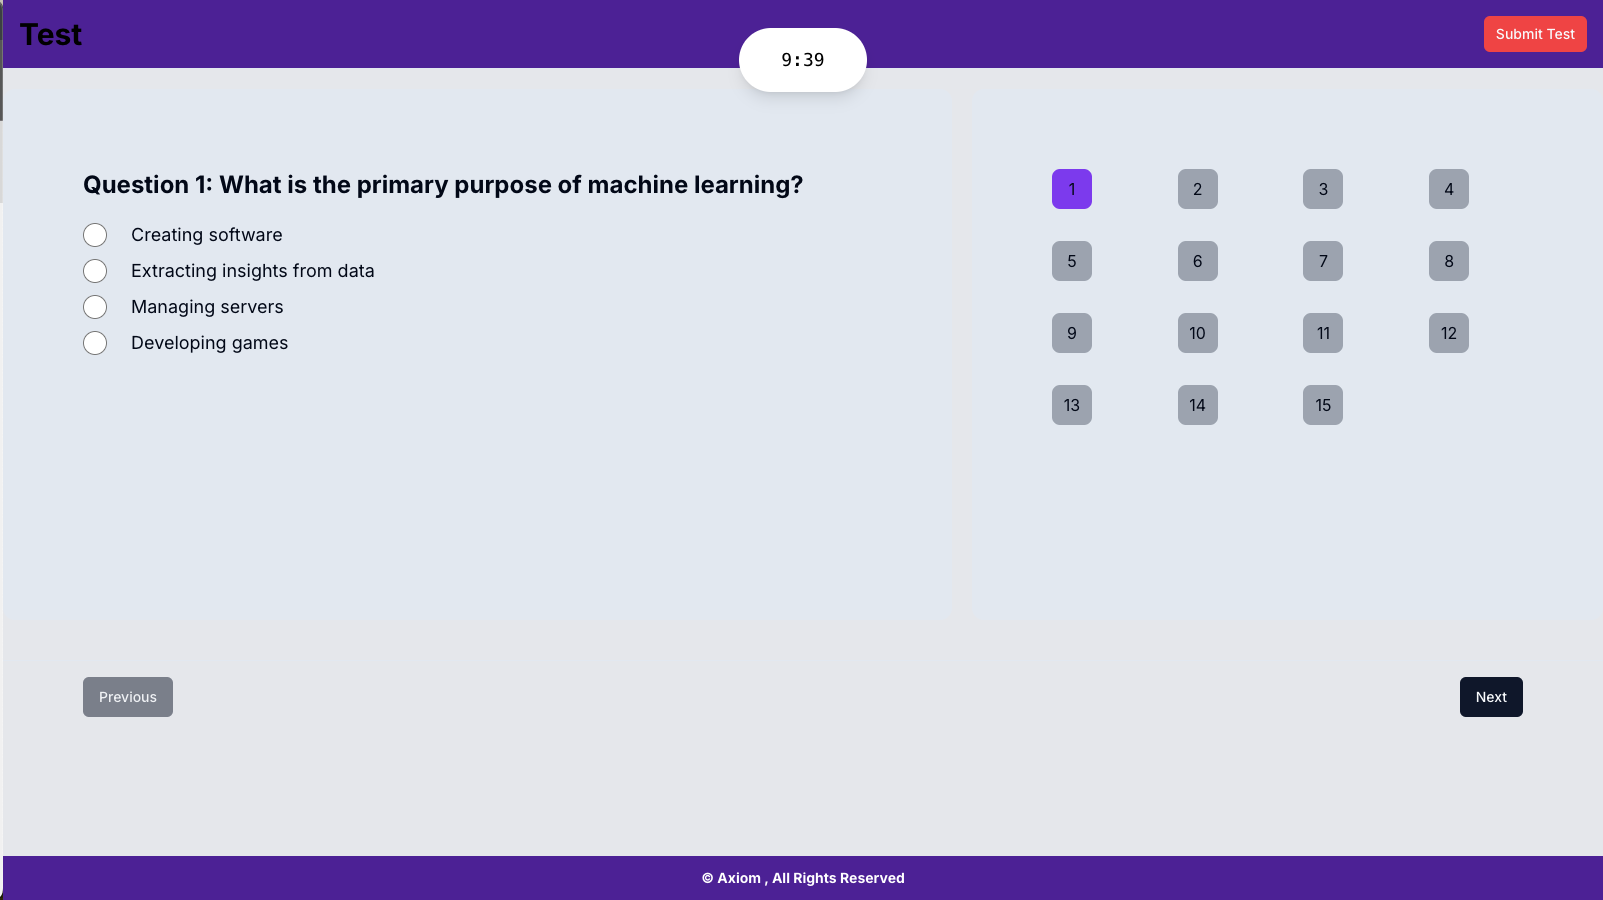 Test
Submit Test
9:39
Question 1: What is the primary purpose of machine learning?
Creating software
Extracting insights from data
Managing servers
Developing games
1 2 3 4
5 6 7 8
9 10 11 12
13 14 15
Previous
Next
© Axiom , All Rights Reserved